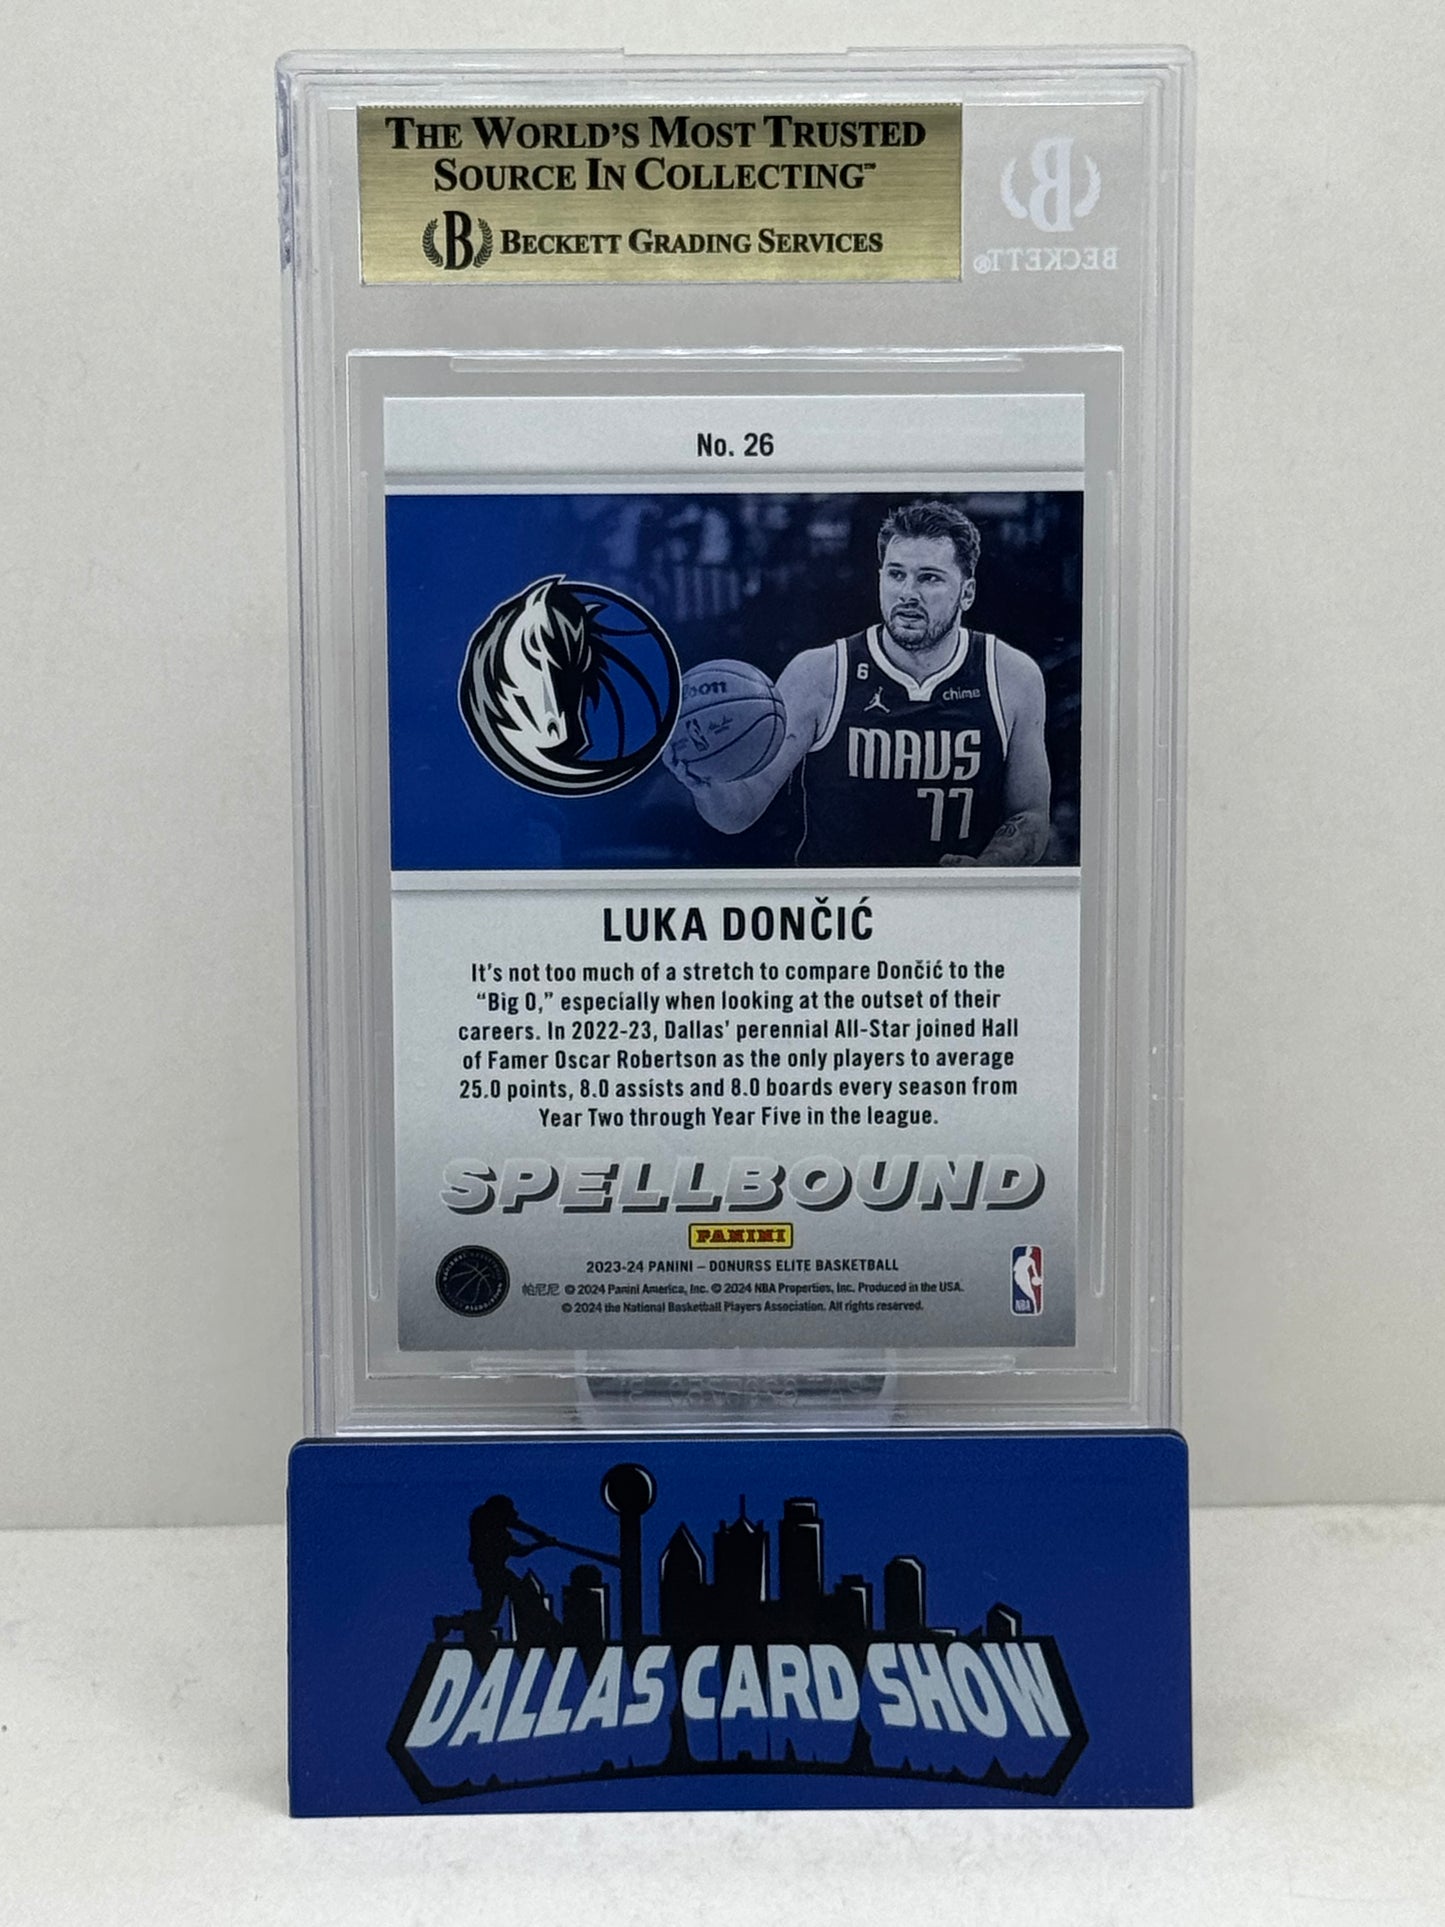 THE WORLD'S MOST TRUSTED
SOURCE IN COLLECTING™
B BECKETT GRADING SERVICES
B
BECKETT®
No. 26
6
chime
MAVS
77
LUKA DONČIĆ
It's not too much of a stretch to compare Dončić to the
“Big O,” especially when looking at the outset of their
careers. In 2022-23, Dallas’ perennial All-Star joined Hall
of Famer Oscar Robertson as the only players to average
25.0 points, 8.0 assists and 8.0 boards every season from
Year Two through Year Five in the league.
SPELLBOUND
PANINI
2023-24 PANINI – DONURSS ELITE BASKETBALL
帕尼尼 © 2024 Panini America, Inc. © 2024 NBA Properties, Inc. Produced in the USA.
© 2024 the National Basketball Players Association. All rights reserved.
NBA
DALLAS CARD SHOW